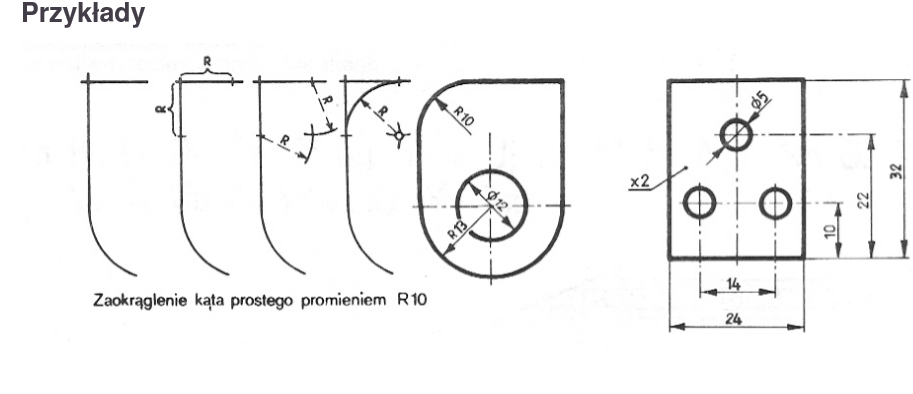 Przykłady
R
R
R
R
R
R10
Ø12
R13
Zaokrąglenie kąta prostego promieniem R10
Ø5
x2
10
22
32
14
24